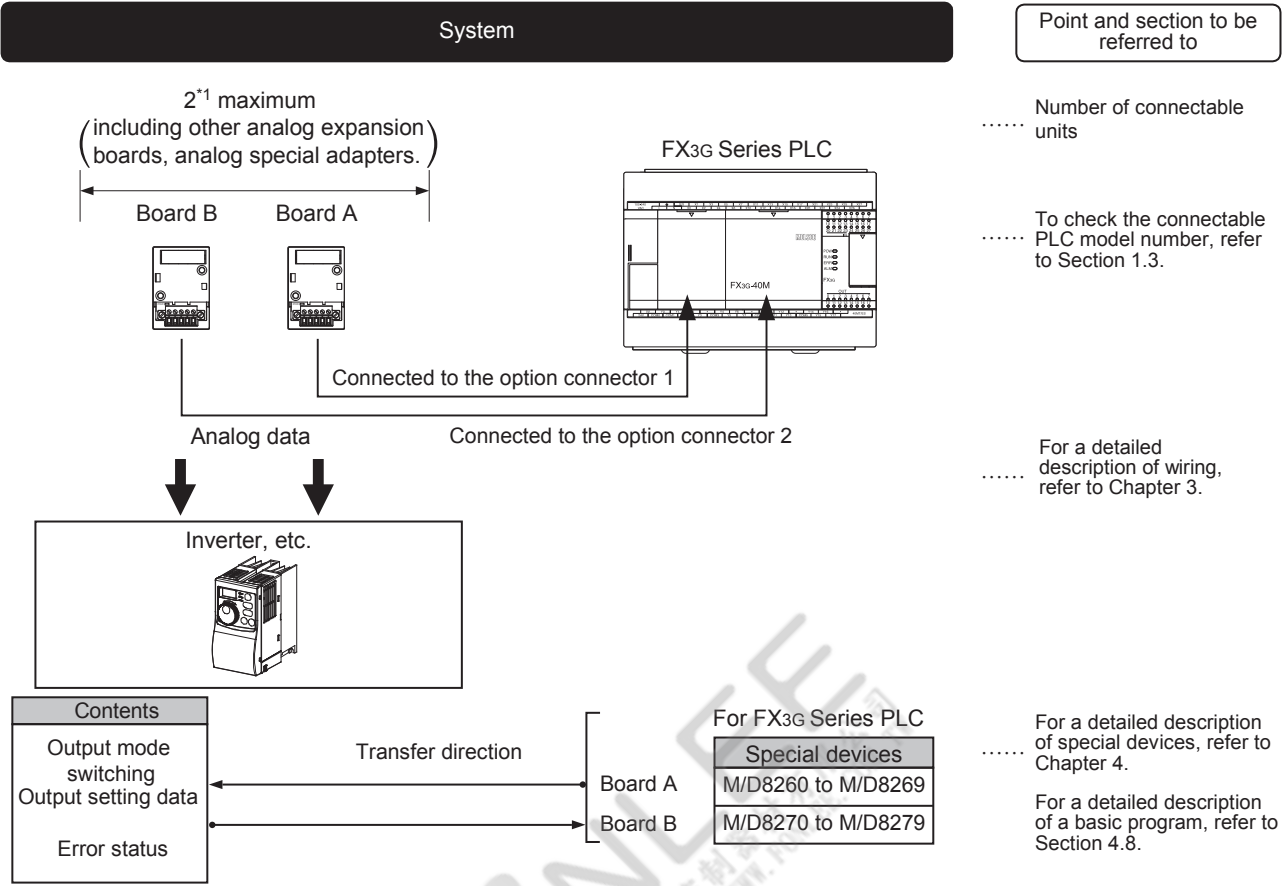 System
Point and section to be
referred to
2*1 maximum
(including other analog expansion
boards, analog special adapters.)
FX3G Series PLC
Board B
Board A
FX3G-40M
POW
RUN
ERR
FX3G
OUT
Connected to the option connector 1
Connected to the option connector 2
Analog data
Inverter, etc.
Contents
Output mode
switching
Output setting data
Error status
Transfer direction
Board A
Board B
For FX3G Series PLC
Special devices
M/D8260 to M/D8269
M/D8270 to M/D8279
...... Number of connectable
units
...... To check the connectable
PLC model number, refer
to Section 1.3.
...... For a detailed
description of wiring,
refer to Chapter 3.
...... For a detailed description
of special devices, refer to
Chapter 4.
For a detailed description
of a basic program, refer to
Section 4.8.